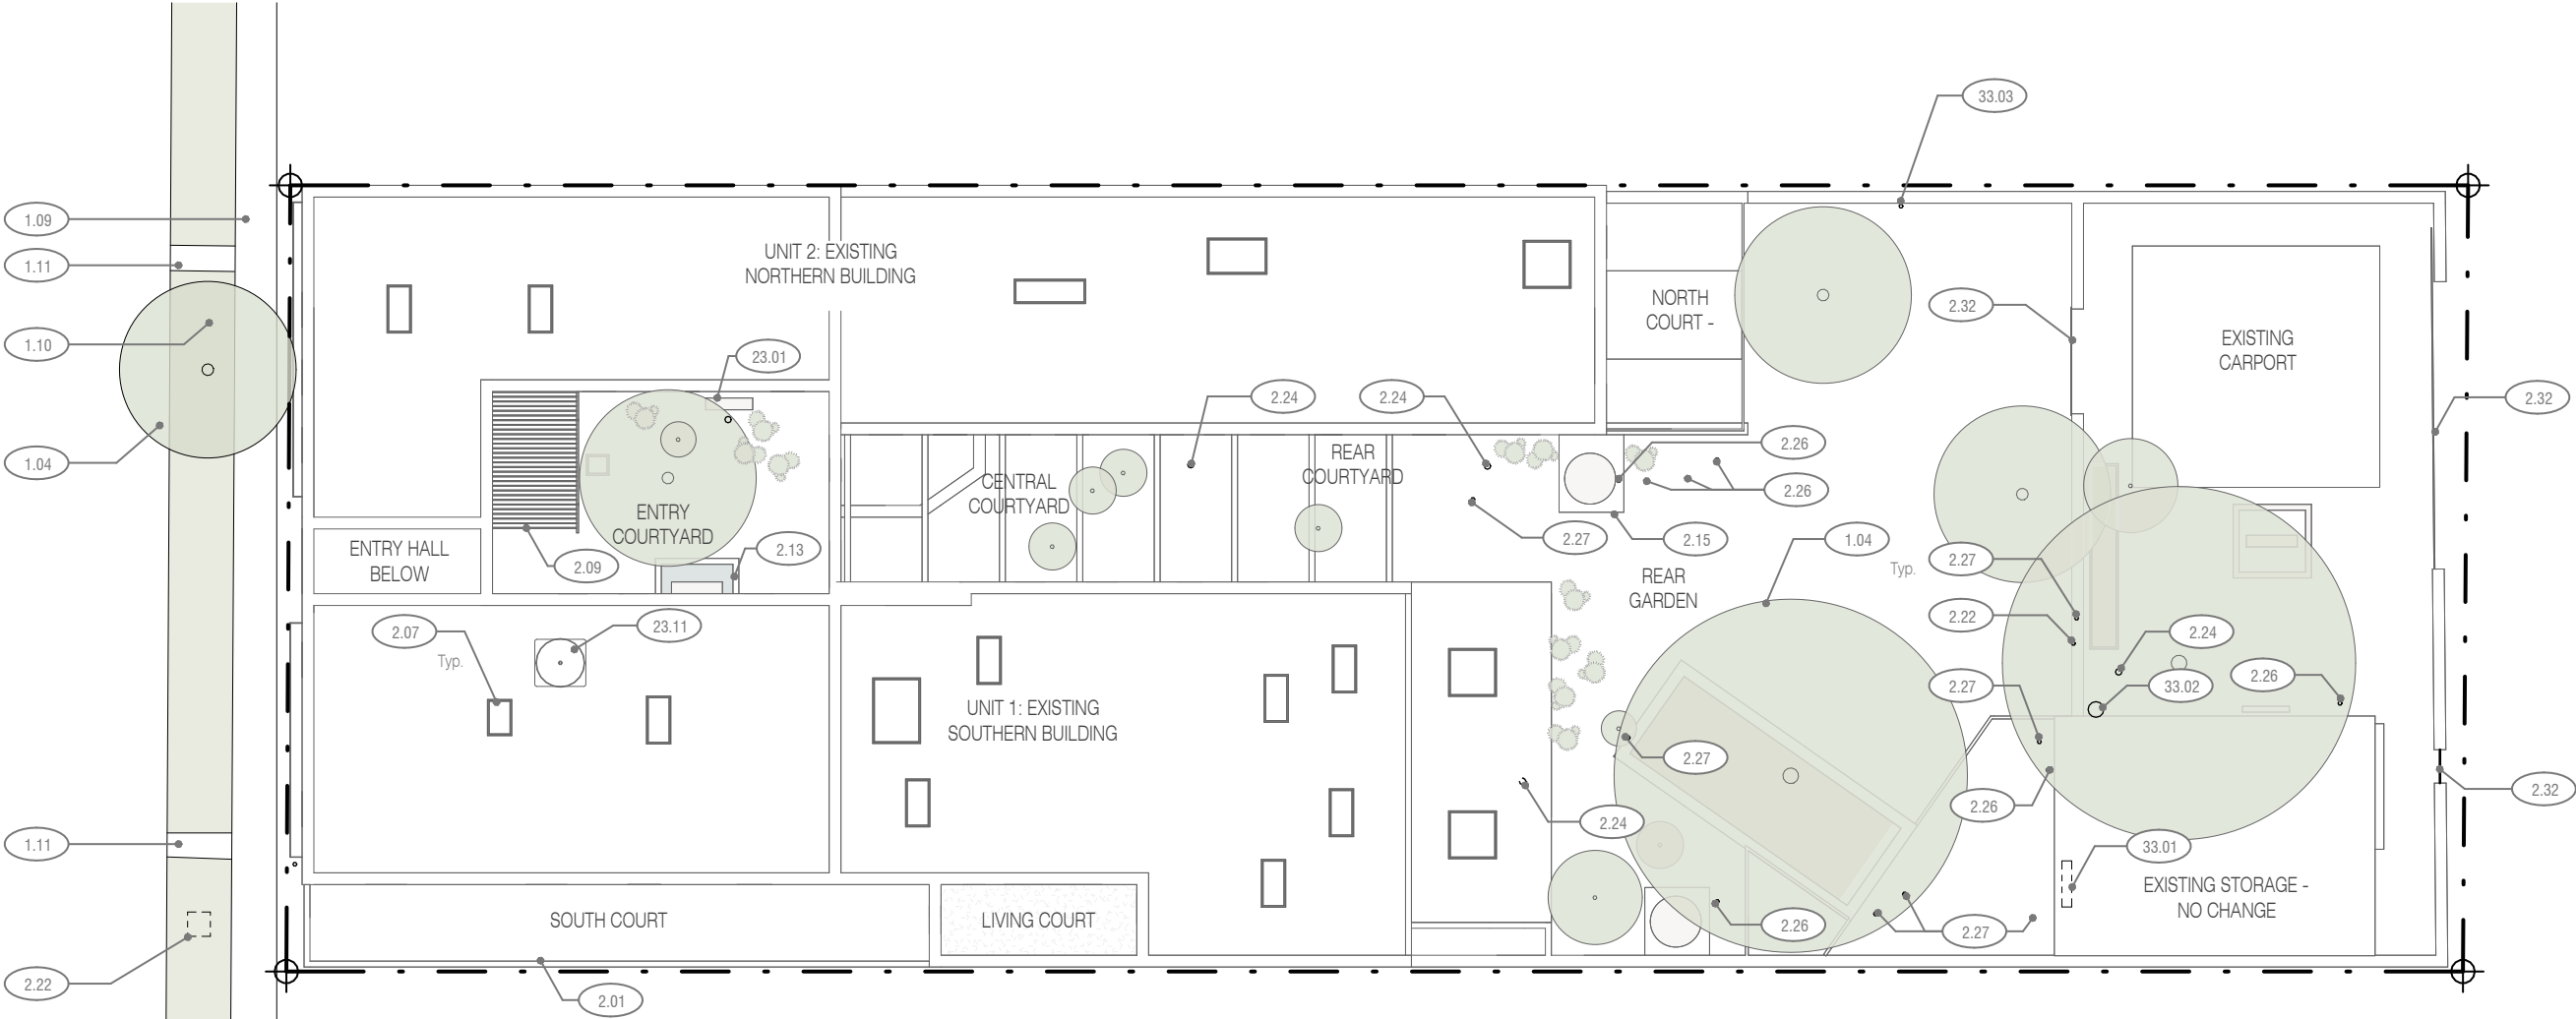 33.03
1.09
1.11
1.10
1.04
UNIT 2: EXISTING
NORTHERN BUILDING
NORTH
COURT -
2.32
EXISTING
CARPORT
23.01
2.24
2.24
2.32
2.26
2.26
REAR
COURTYARD
CENTRAL
COURTYARD
ENTRY
COURTYARD
ENTRY HALL
BELOW
2.09
2.13
2.27
2.15
1.04
Typ.
2.27
REAR
GARDEN
2.22
2.24
2.07
Typ.
23.11
2.27
33.02
2.26
UNIT 1: EXISTING
SOUTHERN BUILDING
2.27
2.26
2.32
2.24
1.11
33.01
EXISTING STORAGE -
NO CHANGE
SOUTH COURT
LIVING COURT
2.26
2.27
2.22
2.01